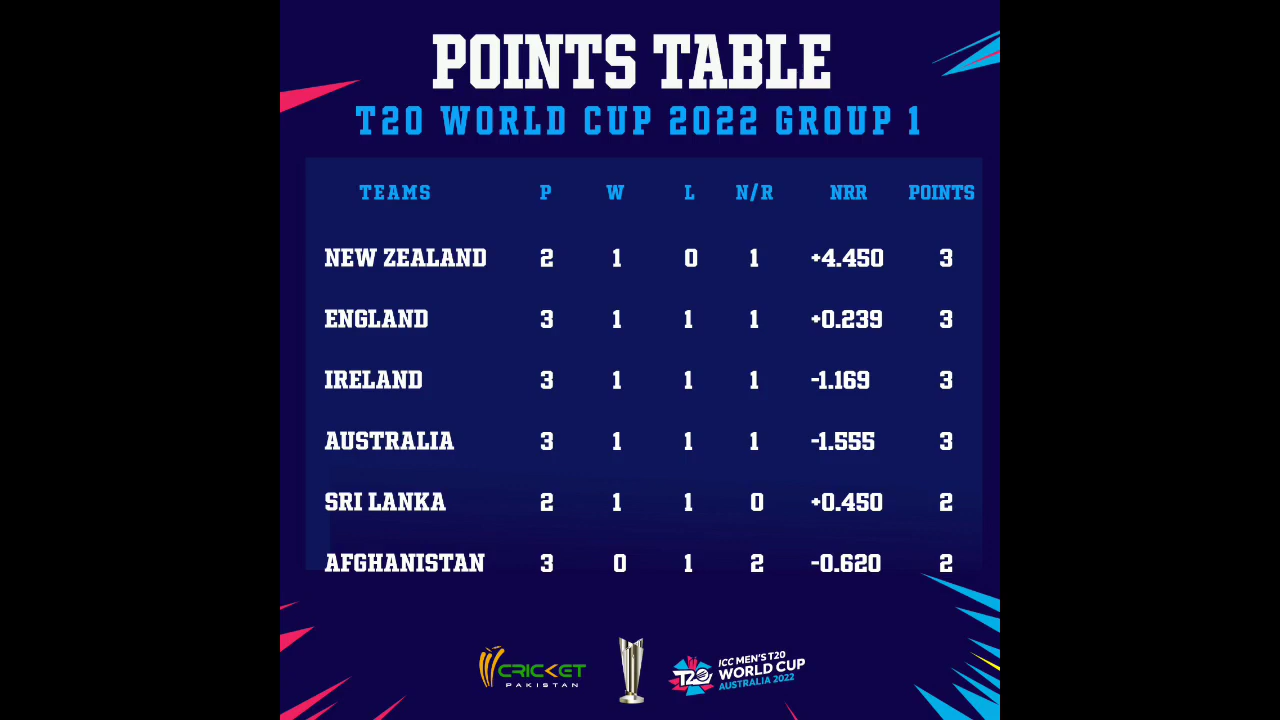 POINTS TABLE
T20 WORLD CUP 2022 GROUP 1
TEAMS P W L N/R NRR POINTS
NEW ZEALAND 2 1 0 1 +4.450 3
ENGLAND 3 1 1 1 +0.239 3
IRELAND 3 1 1 1 -1.169 3
AUSTRALIA 3 1 1 1 -1.555 3
SRI LANKA 2 1 1 0 +0.450 2
AFGHANISTAN 3 0 1 2 -0.620 2
CRICKET
PAKISTAN
T20
ICC MEN'S T20
WORLD CUP
AUSTRALIA 2022